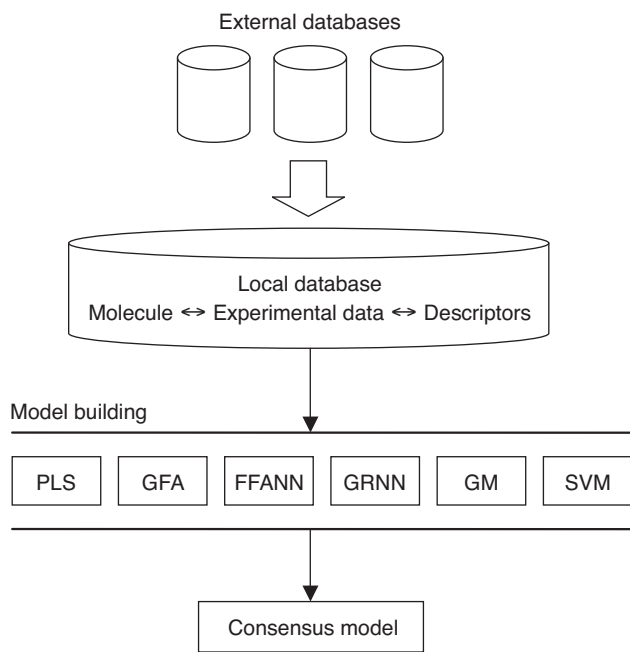 External databases
Local database
Molecule ↔ Experimental data ↔ Descriptors
Model building
PLS GFA FFANN GRNN GM SVM
Consensus model